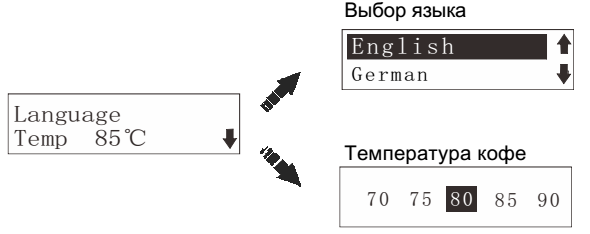 Выбор языка
English
German
Language
Temp 85℃
Температура кофе
70 75 80 85 90